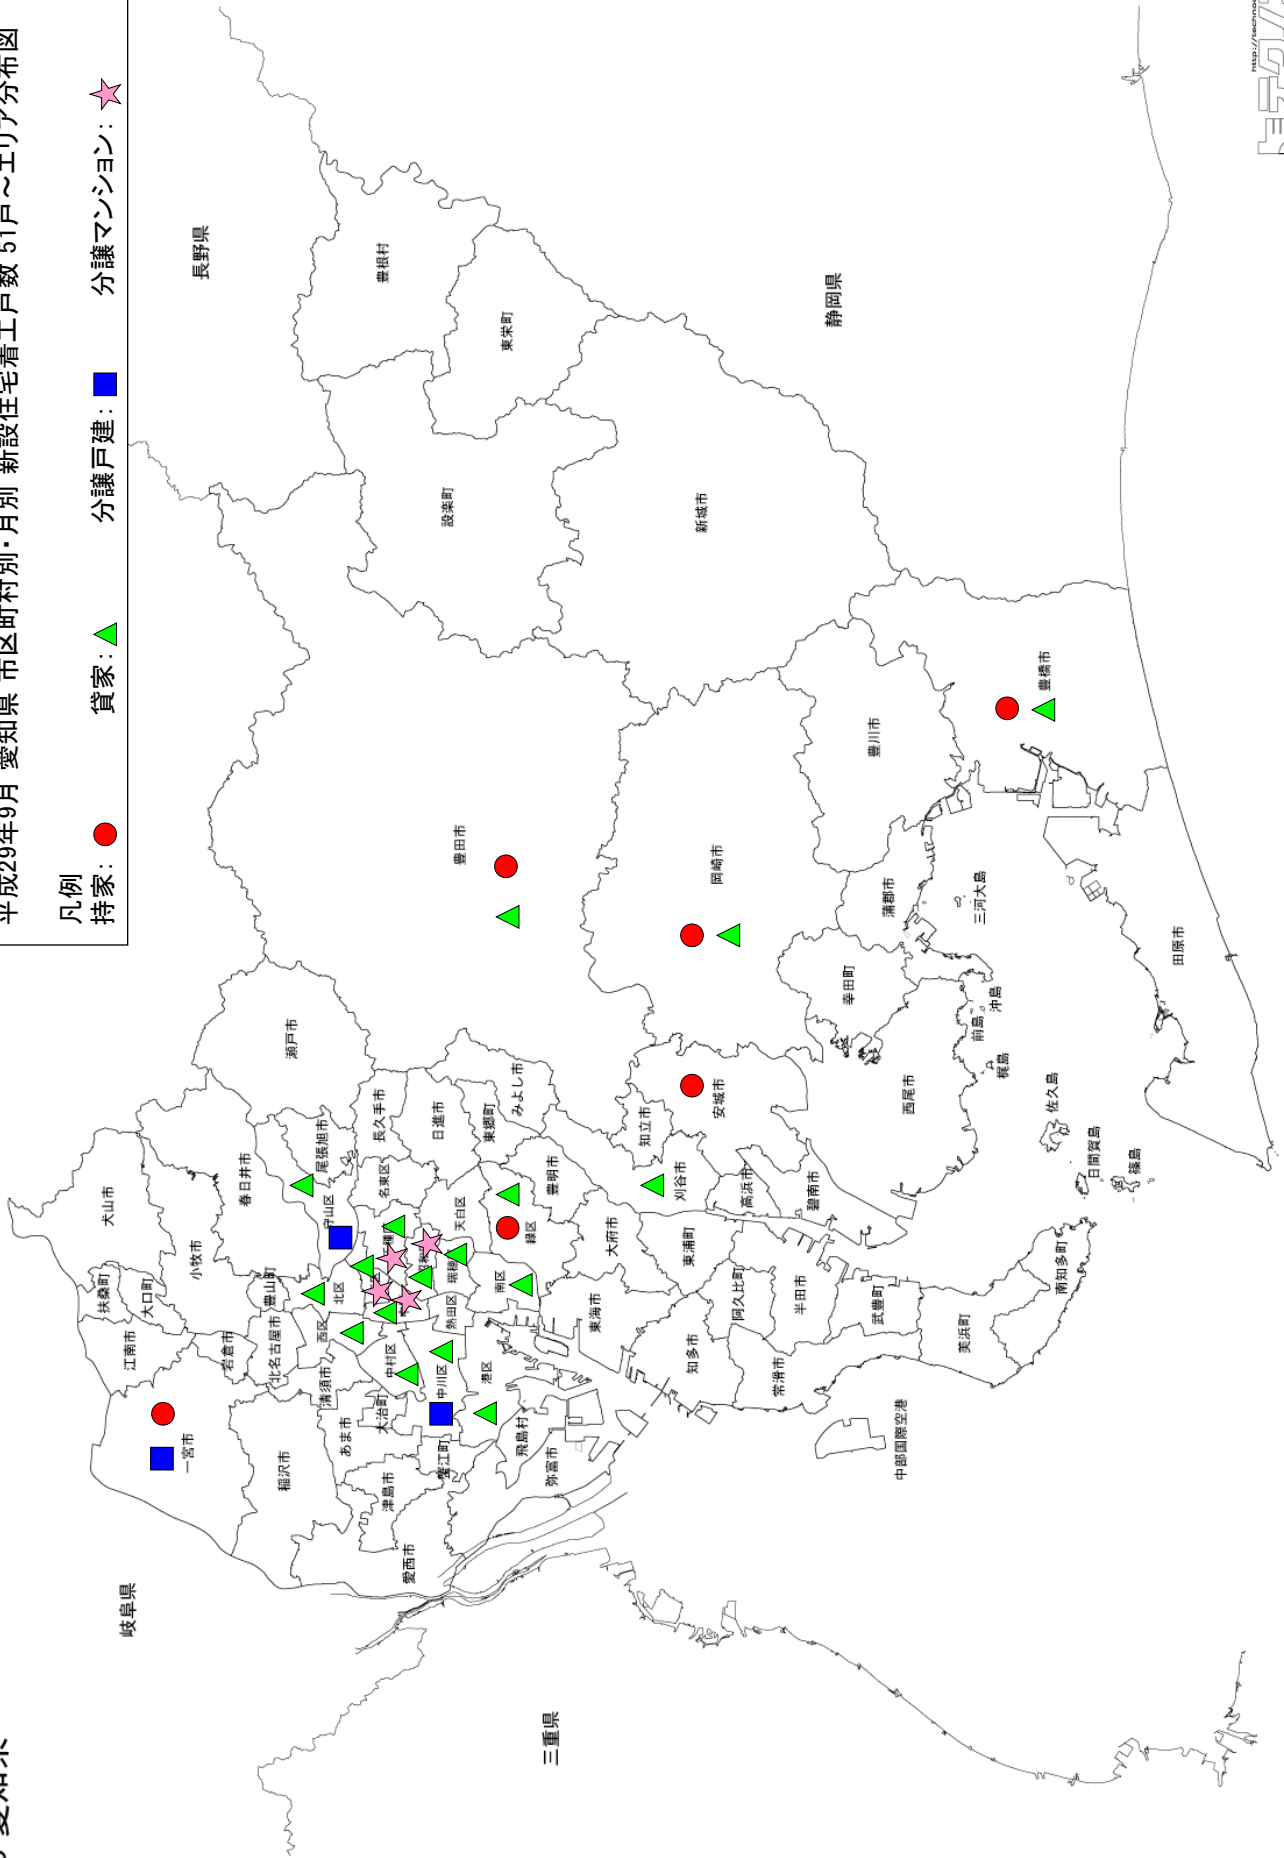 愛知県
平成29年9月 愛知県 市区町村別・月別 新設住宅着工戸数 51戸～エリア分布図
凡例
持家：
貸家：
分譲戸建：
分譲マンション：
岐阜県
長野県
静岡県
三重県
犬山市
扶桑町
大口町
江南市
小牧市
一宮市
岩倉市
春日井市
豊山町
北名古屋市
稲沢市
清須市
瀬戸市
尾張旭市
守山区
北区
西区
あま市
大治町
津島市
愛西市
蟹江町
中村区
中川区
名東区
長久手市
日進市
天白区
熱田区
瑞穂
港区
南区
緑区
東郷町
みよし市
豊明市
飛島村
弥富市
豊田市
設楽町
豊根村
東栄町
新城市
岡崎市
安城市
知立市
刈谷市
高浜市
碧南市
大府市
東海市
東浦町
知多市
阿久比町
半田市
常滑市
武豊町
美浜町
南知多町
中部国際空港
西尾市
幸田町
蒲郡市
豊川市
豊橋市
田原市
三河大島
沖島
前島
梶島
佐久島
日間賀島
篠島